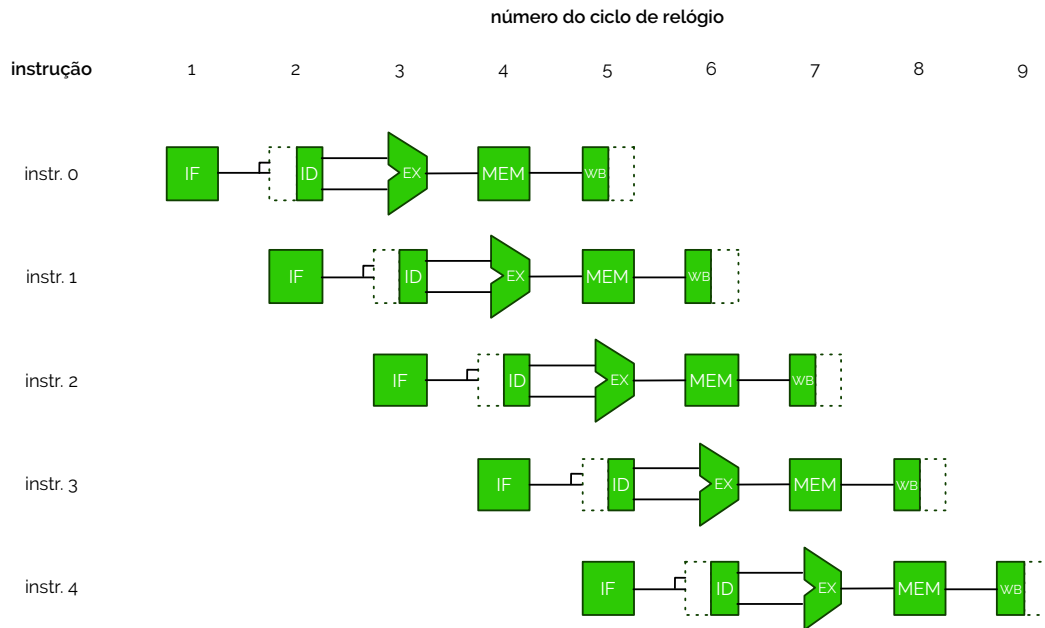 número do ciclo de relógio
instrução 1 2 3 4 5 6 7 8 9
instr. 0 IF ID EX MEM WB
instr. 1 IF ID EX MEM WB
instr. 2 IF ID EX MEM WB
instr. 3 IF ID EX MEM WB
instr. 4 IF ID EX MEM WB